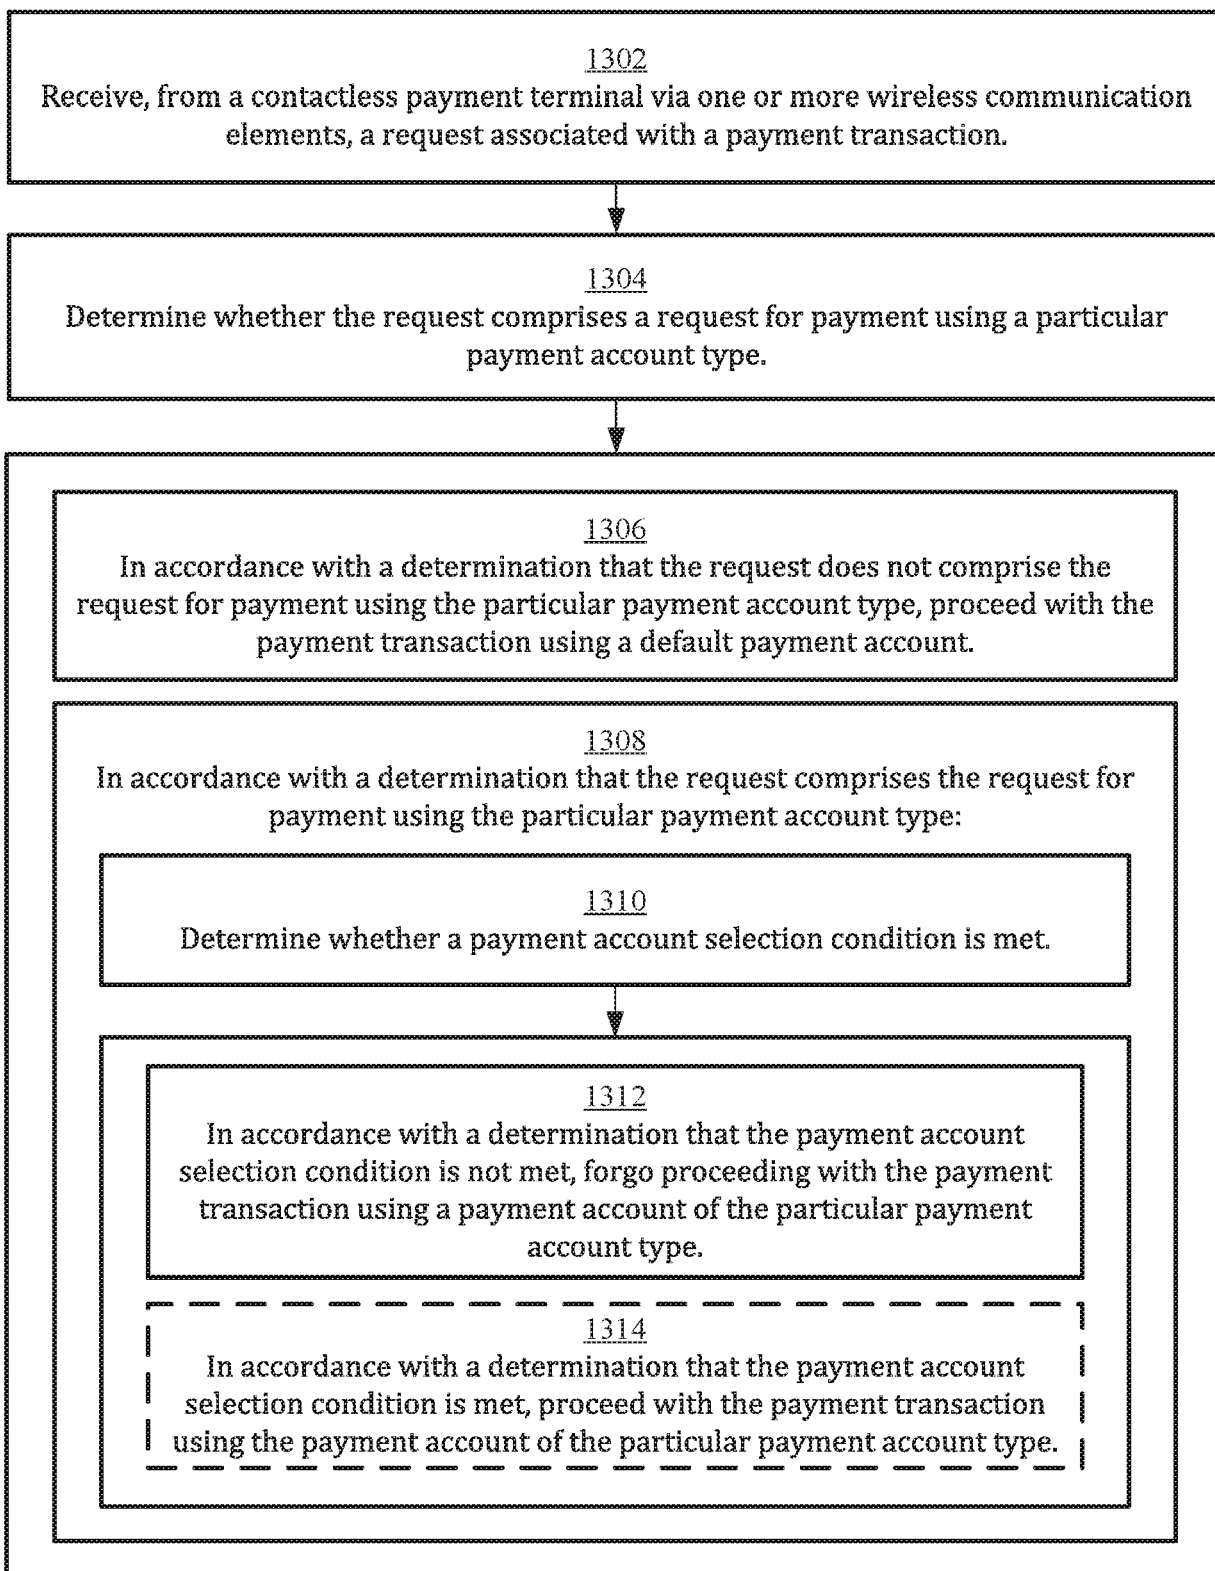 1302
Receive, from a contactless payment terminal via one or more wireless communication
elements, a request associated with a payment transaction.
1304
Determine whether the request comprises a request for payment using a particular
payment account type.
1306
In accordance with a determination that the request does not comprise the
request for payment using the particular payment account type, proceed with the
payment transaction using a default payment account.
1308
In accordance with a determination that the request comprises the request for
payment using the particular payment account type:
1310
Determine whether a payment account selection condition is met.
1312
In accordance with a determination that the payment account
selection condition is not met, forgo proceeding with the payment
transaction using a payment account of the particular payment
account type.
1314
In accordance with a determination that the payment account
selection condition is met, proceed with the payment transaction
using the payment account of the particular payment account type.